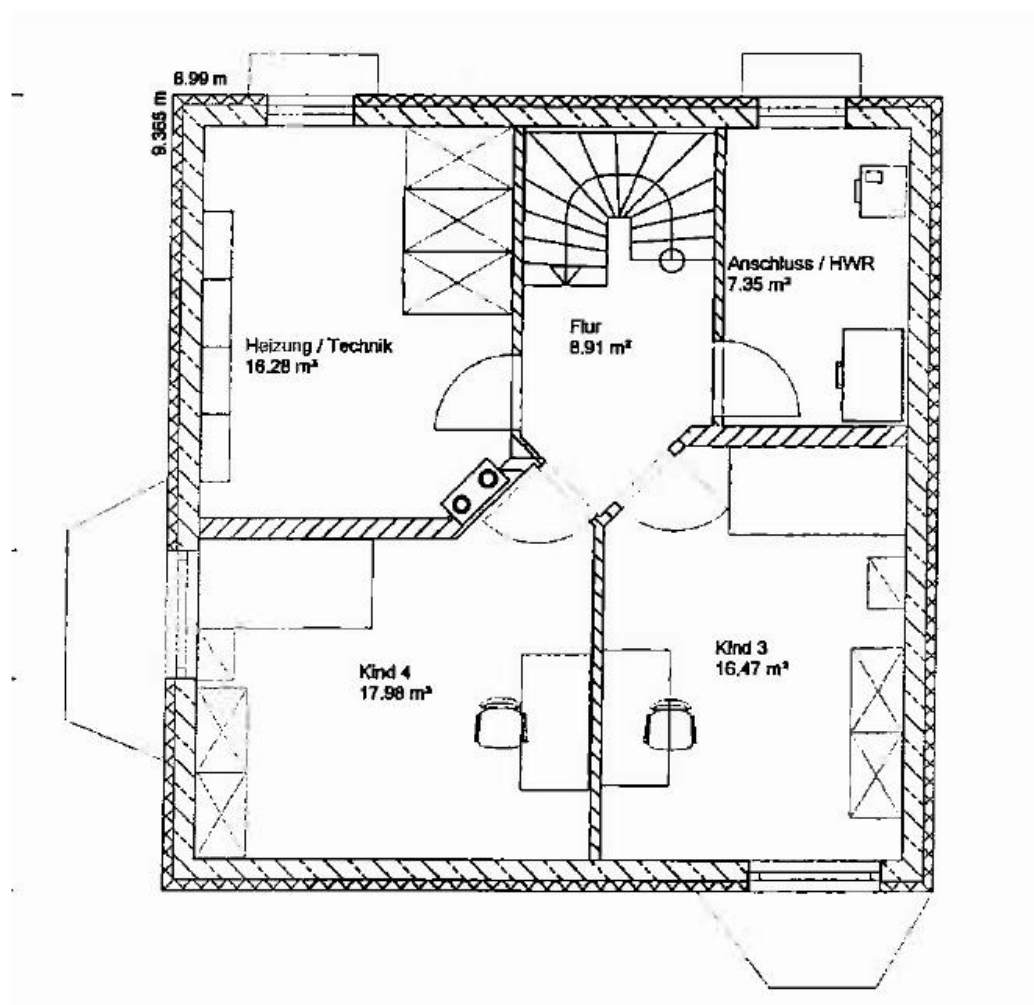 8.99 m
9.365 m
Anschluss / HWR
7.35 m²
Flur
8.91 m²
Heizung / Technik
16.28 m²
Kind 3
16.47 m²
Kind 4
17.98 m²